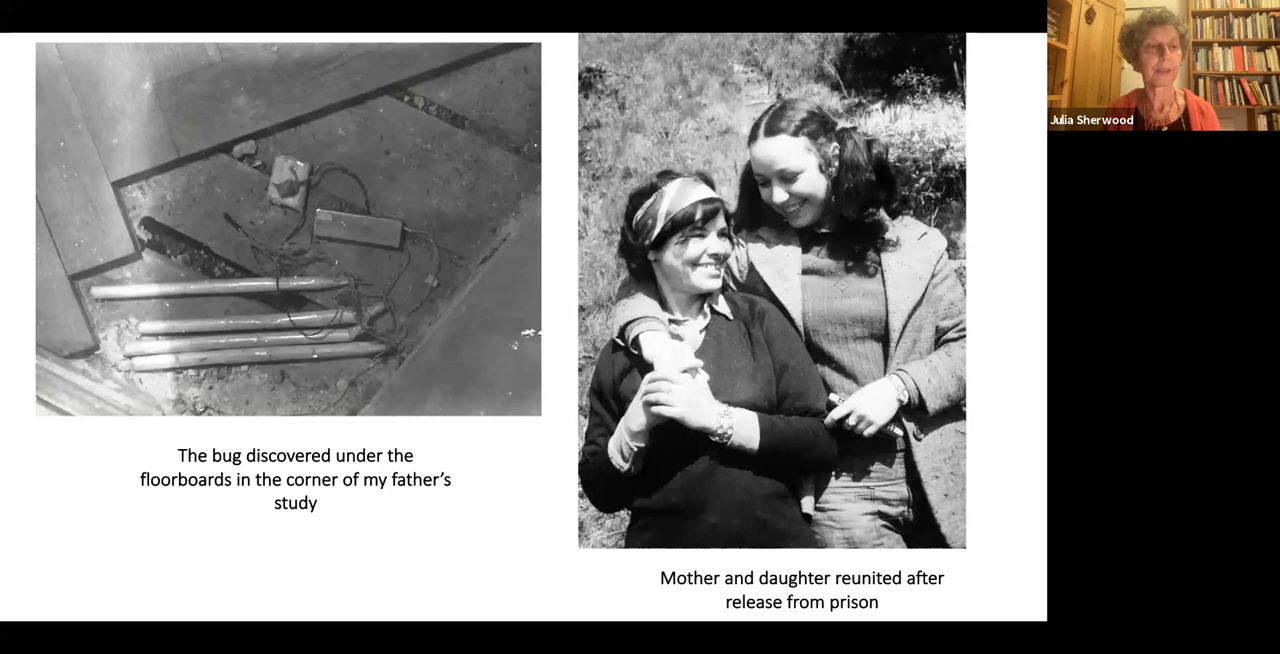 Julia Sherwood
The bug discovered under the
floorboards in the corner of my father's
study
Mother and daughter reunited after
release from prison